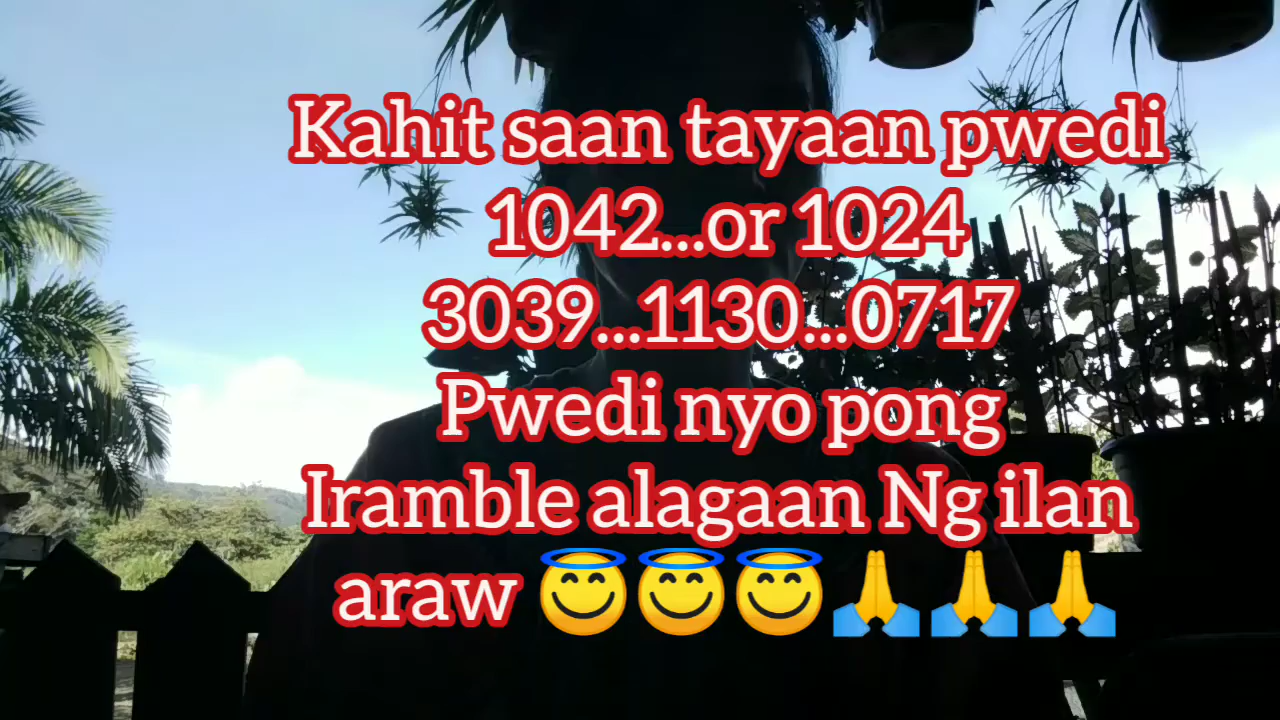 Kahit saan tayaan pwedi
1042...or 1024
3039...1130...0717
Pwedi nyo pong
Iramble alagaan Ng ilan
araw 😇😇😇🙏🙏🙏